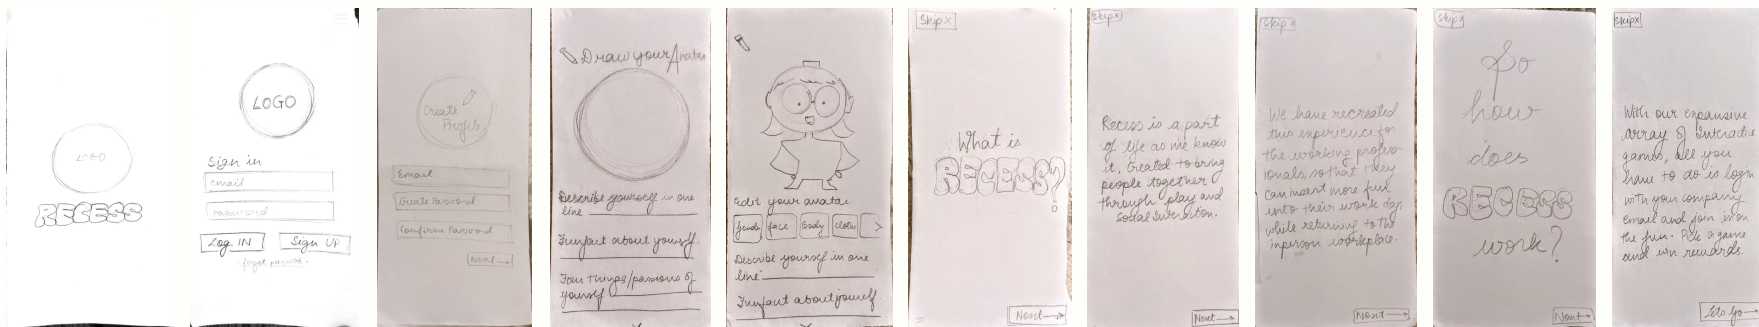 LOGO
RECESS
LOGO
Sign in
email
password
Log IN
Sign UP
forgot password
Create
Profile
Email
Create Password
Confirm Password
Next →
Draw your Avatar
Describe yourself in one
line
Funfact about yourself.
Four things/passions of
yourself
Edit your avatar
face
Body
cloth
>
Describe yourself in one
line
Funfact about yourself.
Skip x
What is
RECESS?
Next →
Skip x
Recess is a part
of life as we know
it, created to bring
people together
through play and
social interaction.
Next →
Skip x
We have recreated
this experience for
the working profess-
ionals, so that they
can insert more fun
into their work day
while returning to the
inperson workplace.
Next →
Skip x
So
how
does
RECESS
work?
Next →
Skip x
With our expansive
array of interactive
games, all you
have to do is login
with your company
email and join in on
the fun. Pick a game
and win rewards.
Lets Go